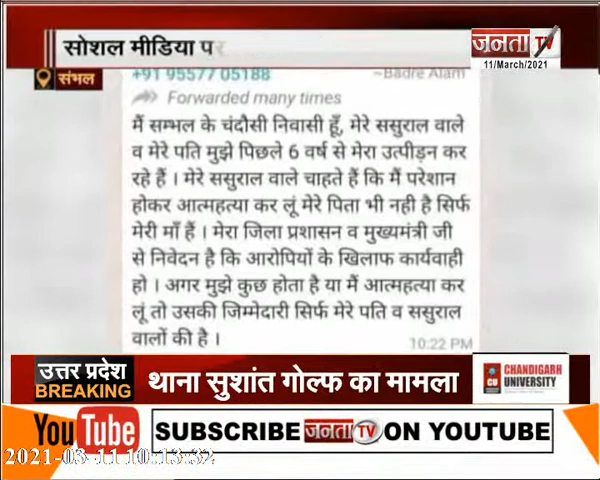 सोशल मीडिया पर
जनता TV
11/March/2021
संभल
+91 95577 05188 ~Badre Alam
Forwarded many times
मैं सम्भल के चंदौसी निवासी हूँ, मेरे ससुराल वाले
व मेरे पति मुझे पिछले 6 वर्ष से मेरा उत्पीड़न कर
रहे हैं । मेरे ससुराल वाले चाहते हैं कि मैं परेशान
होकर आत्महत्या कर लूं मेरे पिता भी नही है सिर्फ
मेरी माँ हैं । मेरा जिला प्रशासन व मुख्यमंत्री जी
से निवेदन है कि आरोपियों के खिलाफ कार्यवाही
हो । अगर मुझे कुछ होता है या मैं आत्महत्या कर
लूं तो उसकी जिम्मेदारी सिर्फ मेरे पति व ससुराल
वालों की है ।
10:22 PM
उत्तर प्रदेश
BREAKING
थाना सुशांत गोल्फ का मामला
CU CHANDIGARH
UNIVERSITY
YouTube SUBSCRIBE जनता TV ON YOUTUBE
2021-03-11 10:13:32